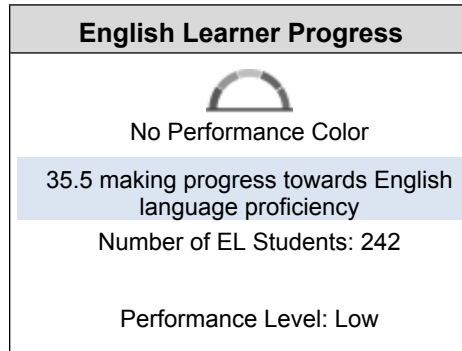 English Learner Progress
No Performance Color
35.5 making progress towards English
language proficiency
Number of EL Students: 242
Performance Level: Low